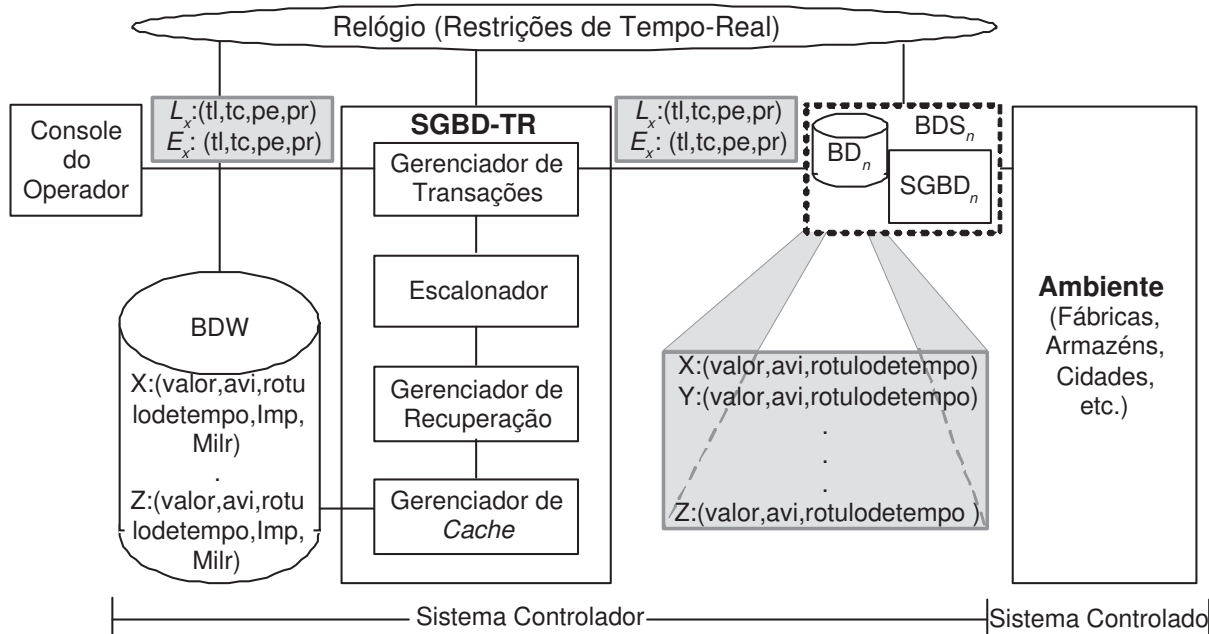 Relógio (Restrições de Tempo-Real)
Console
do
Operador
Lx:(tl,tc,pe,pr)
Ex: (tl,tc,pe,pr)
SGBD-TR
Gerenciador de
Transações
Escalonador
Gerenciador de
Recuperação
Gerenciador de
Cache
Lx:(tl,tc,pe,pr)
Ex: (tl,tc,pe,pr)
BDn
BDSn
SGBDn
BDW
X:(valor,avi,rotu
lodetempo,Imp,
Milr)
.
Z:(valor,avi,rotu
lodetempo,Imp,
Milr)
X:(valor,avi,rotulodetempo)
Y:(valor,avi,rotulodetempo)
.
.
.
Z:(valor,avi,rotulodetempo )
Ambiente
(Fábricas,
Armazéns,
Cidades,
etc.)
Sistema Controlador
Sistema Controlado